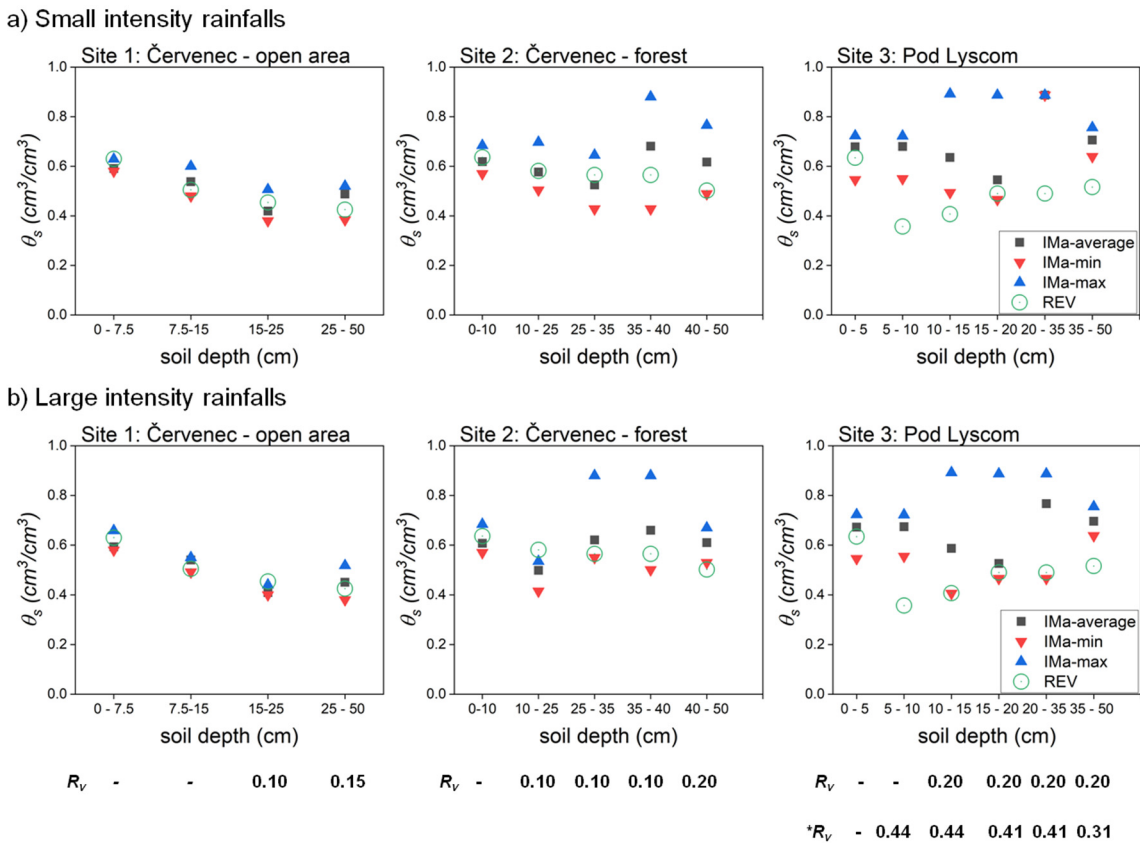 a) Small intensity rainfalls
Site 1: Červenec - open area
Site 2: Červenec - forest
Site 3: Pod Lyscom
1.0
0.8
0.6
0.4
0.2
0.0
θs (cm³/cm³)
0 - 7.5 7.5-15 15-25 25 - 50
soil depth (cm)
1.0
0.8
0.6
0.4
0.2
0.0
θs (cm³/cm³)
0-10 10 - 25 25 - 35 35 - 40 40 - 50
soil depth (cm)
1.0
0.8
0.6
0.4
0.2
0.0
θs (cm³/cm³)
IMa-average
IMa-min
IMa-max
REV
0 - 5 5 - 10 10 - 15 15 - 20 20 - 35 35 - 50
soil depth (cm)
b) Large intensity rainfalls
Site 1: Červenec - open area
Site 2: Červenec - forest
Site 3: Pod Lyscom
1.0
0.8
0.6
0.4
0.2
0.0
θs (cm³/cm³)
0 - 7.5 7.5-15 15-25 25 - 50
soil depth (cm)
1.0
0.8
0.6
0.4
0.2
0.0
θs (cm³/cm³)
0-10 10 - 25 25 - 35 35 - 40 40 - 50
soil depth (cm)
1.0
0.8
0.6
0.4
0.2
0.0
θs (cm³/cm³)
IMa-average
IMa-min
IMa-max
REV
0 - 5 5 - 10 10 - 15 15 - 20 20 - 35 35 - 50
soil depth (cm)
Rv - - 0.10 0.15
Rv - 0.10 0.10 0.10 0.20
Rv - - 0.20 0.20 0.20 0.20
*Rv - 0.44 0.44 0.41 0.41 0.31